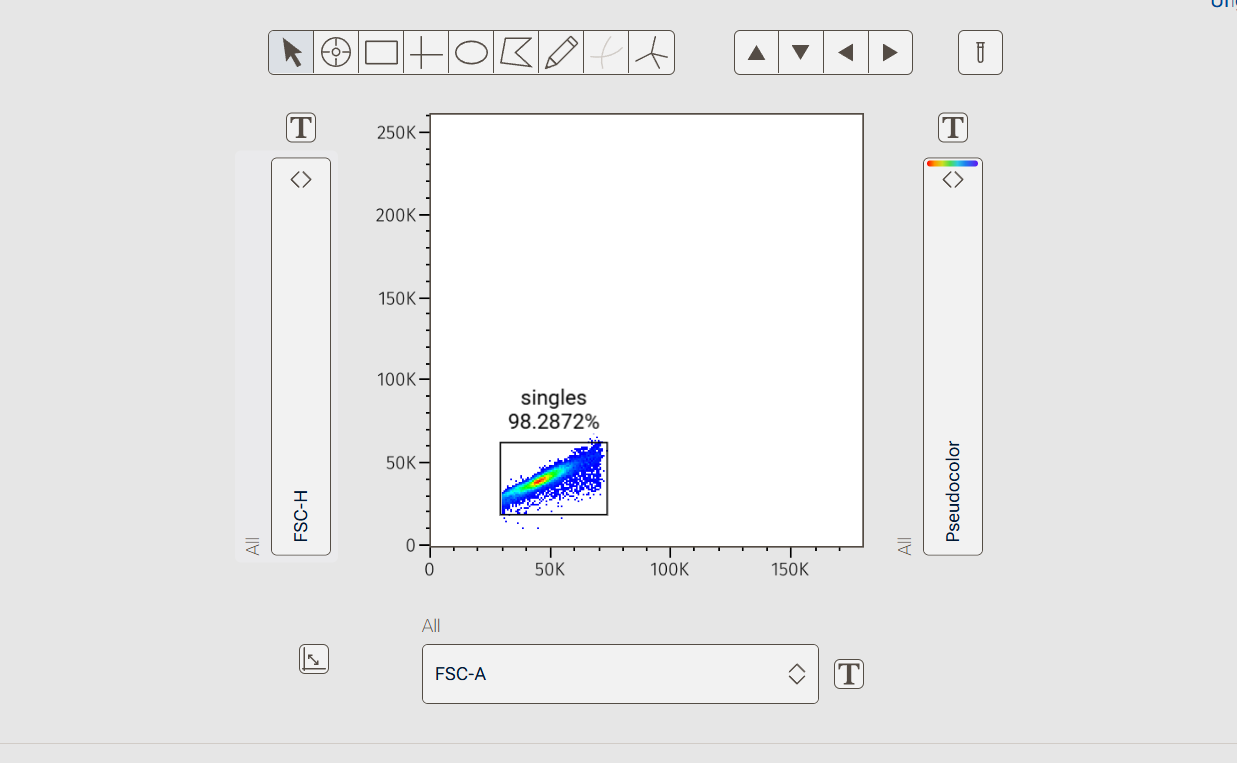 T
T
250K
200K
150K
100K
50K
0
singles
98.2872%
FSC-H
All
Pseudocolor
All
0
50K
100K
150K
All
FSC-A
T